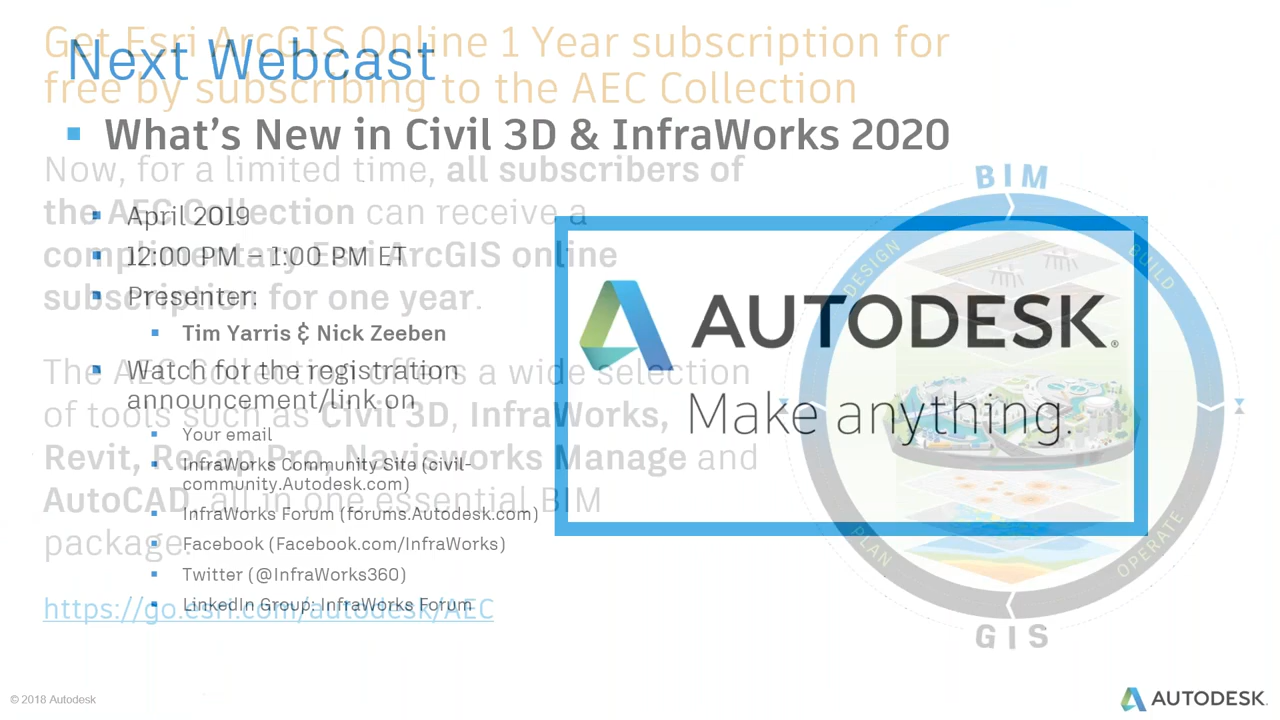 Get Esri ArcGIS Online 1 Year subscription for
free by subscribing to the AEC Collection
Now, for a limited time, all subscribers of
the AEC Collection can receive a
complimentary Esri ArcGIS online
subscription for one year.
The AEC Collection offers a wide selection
of tools such as Civil 3D, InfraWorks,
Revit, Recap Pro, Navisworks Manage and
AutoCAD, all in one essential BIM
package.
https://go.esri.com/autodesk/AEC
Next Webcast
What's New in Civil 3D & InfraWorks 2020
April 2019
12:00 PM – 1:00 PM ET
Presenter:
Tim Yarris & Nick Zeeben
Watch for the registration
announcement/link on
Your email
InfraWorks Community Site (civil-
community.Autodesk.com)
InfraWorks Forum (forums.Autodesk.com)
Facebook (Facebook.com/InfraWorks)
Twitter (@InfraWorks360)
LinkedIn Group: InfraWorks Forum
AUTODESK®
Make anything.
BIM
DESIGN
BUILD
PLAN
OPERATE
GIS
© 2018 Autodesk
AUTODESK.